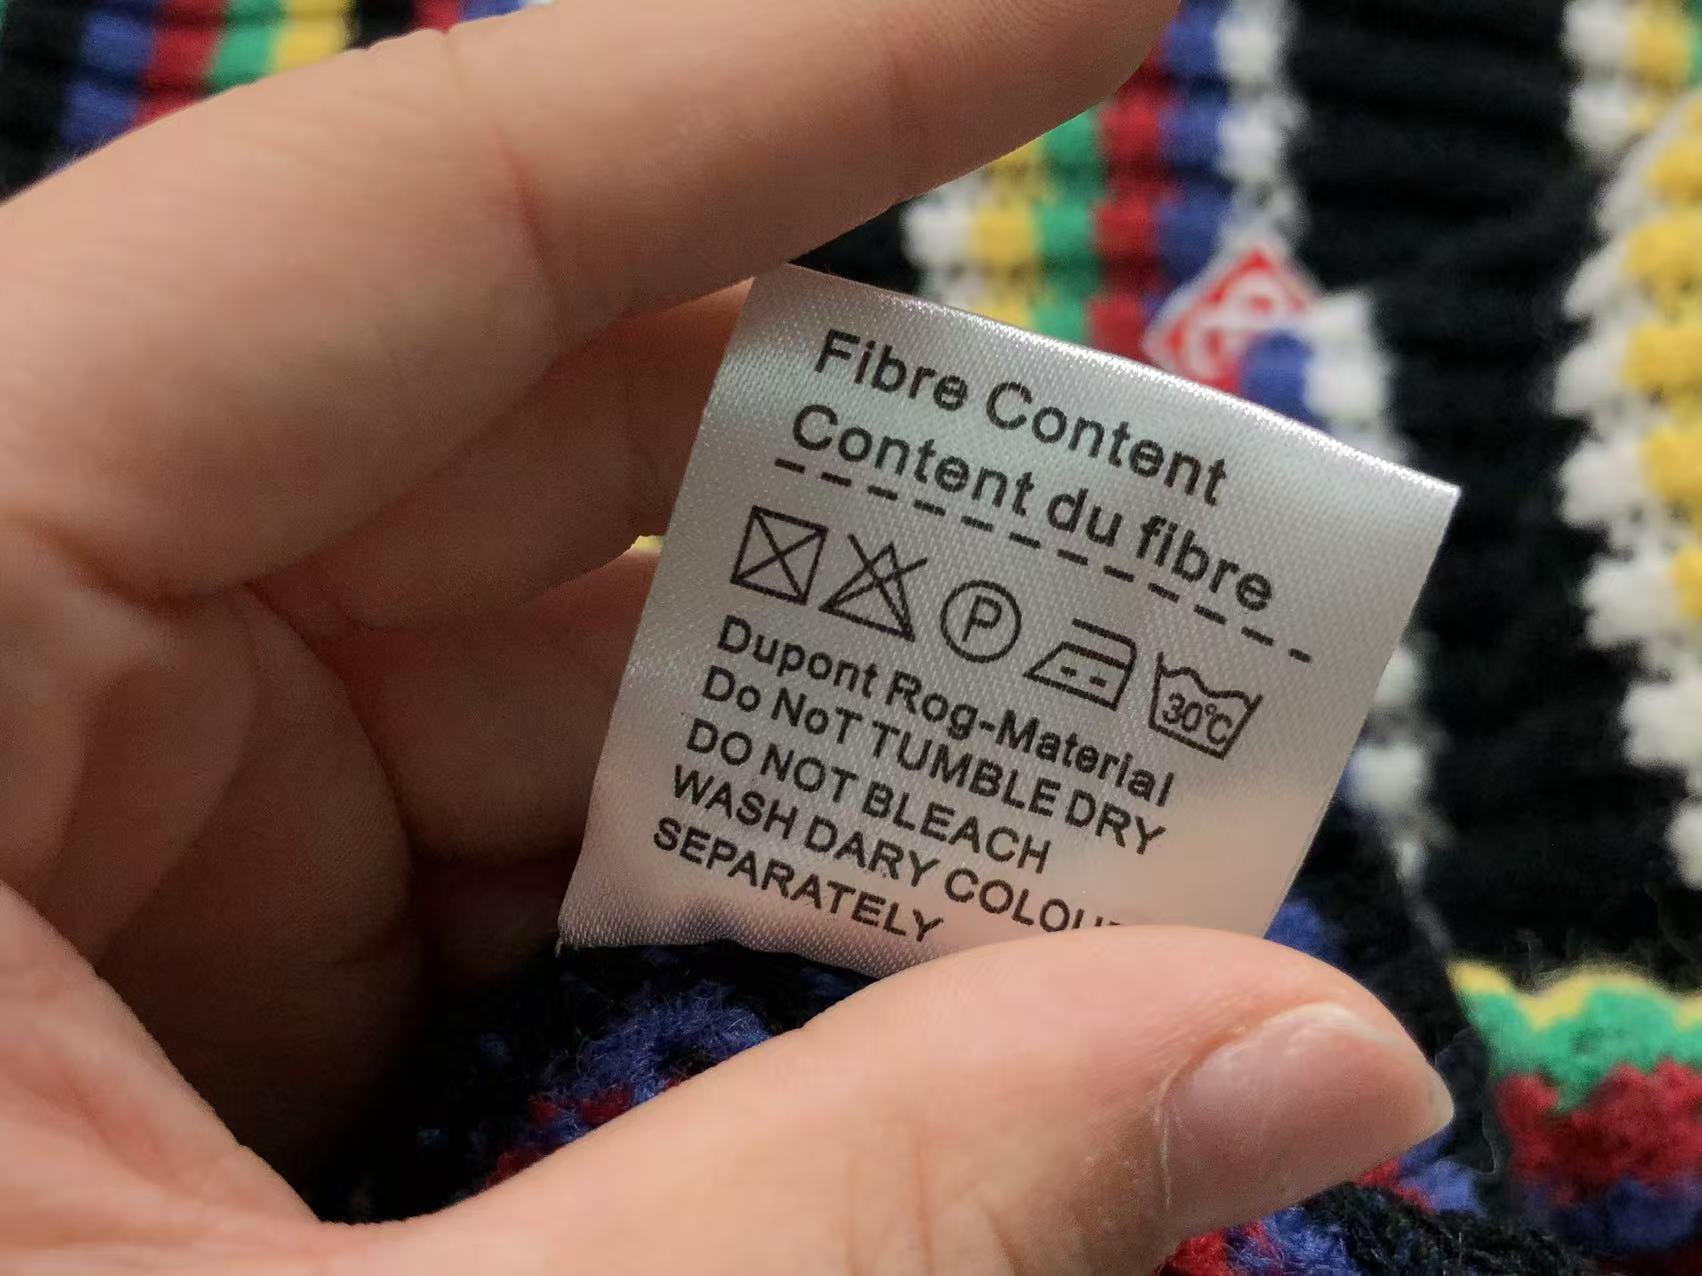 Fibre Content
Content du fibre
P
30°C
Dupont Rog-Material
Do NoT TUMBLE DRY
DO NOT BLEACH
WASH DARY
SEPARATELY